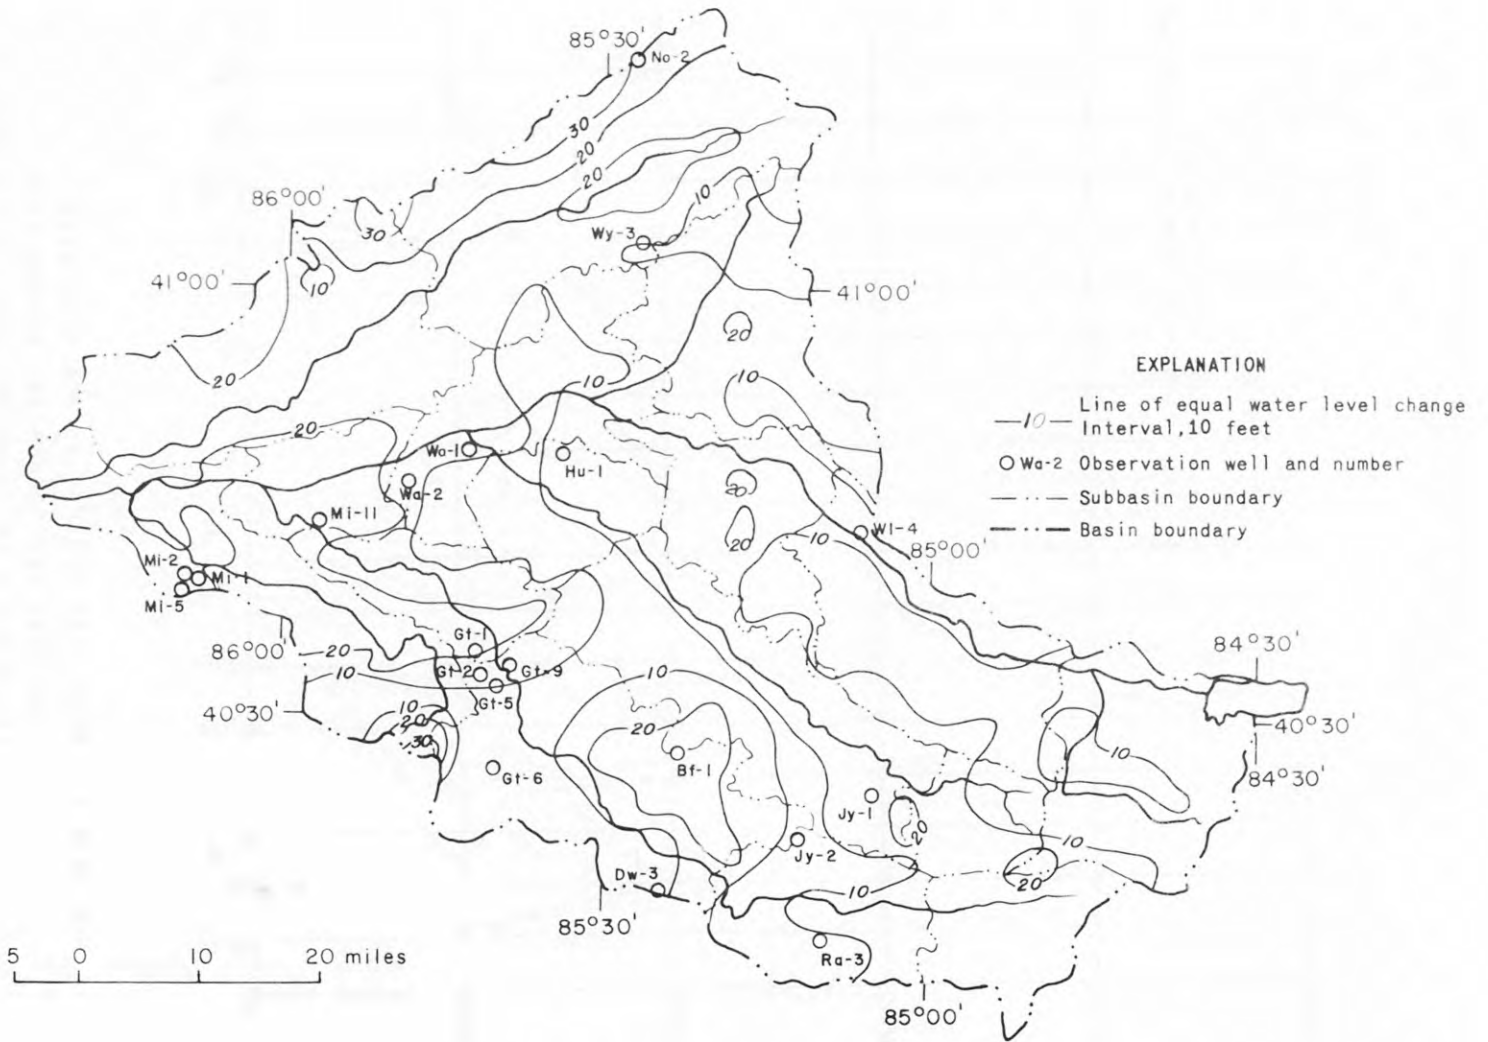 85°30'
No-2
30
20
20
86°00'
30
10
Wy-3
41°00'
10
41°00'
20
20
10
10
20
EXPLANATION
—10— Line of equal water level change
Interval, 10 feet
Wa-2 Observation well and number
Subbasin boundary
Basin boundary
Wa-1
Hu-1
Wa-2
20
Mi-11
20
Wl-4
10
85°00'
Mi-2
Mi-1
Mi-5
Gt-1
86°00'
20
10
Gt-2
Gt-9
Gt-5
10
84°30'
40°30'
10
20
30
20
Bf-1
10
40°30'
84°30'
Gt-6
Jy-1
20
Jy-2
10
Dw-3
10
20
85°30'
Ra-3
5 0 10 20 miles
85°00'